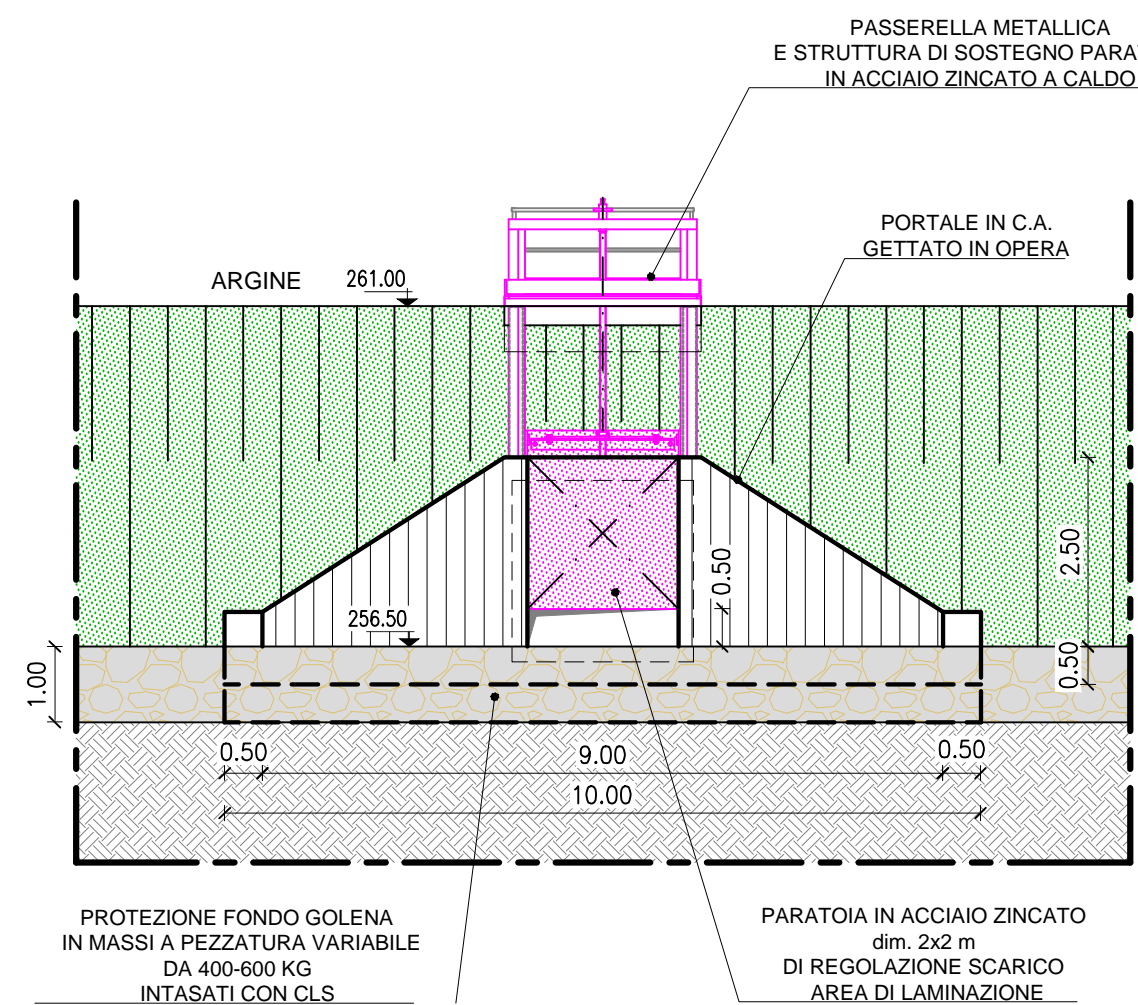 PASSERELLA METALLICA
E STRUTTURA DI SOSTEGNO
IN ACCIAIO ZINCATO A CALDO
PORTALE IN C.A.
GETTATO IN OPERA
ARGINE
261.00
2.50
0.50
256.50
0.50
1.00
0.50
9.00
0.50
10.00
PROTEZIONE FONDO GOLENA
IN MASSI A PEZZATURA VARIABILE
DA 400-600 KG
INTASATI CON CLS
PARATOIA IN ACCIAIO ZINCATO
dim. 2x2 m
DI REGOLAZIONE SCARICO
AREA DI LAMINAZIONE